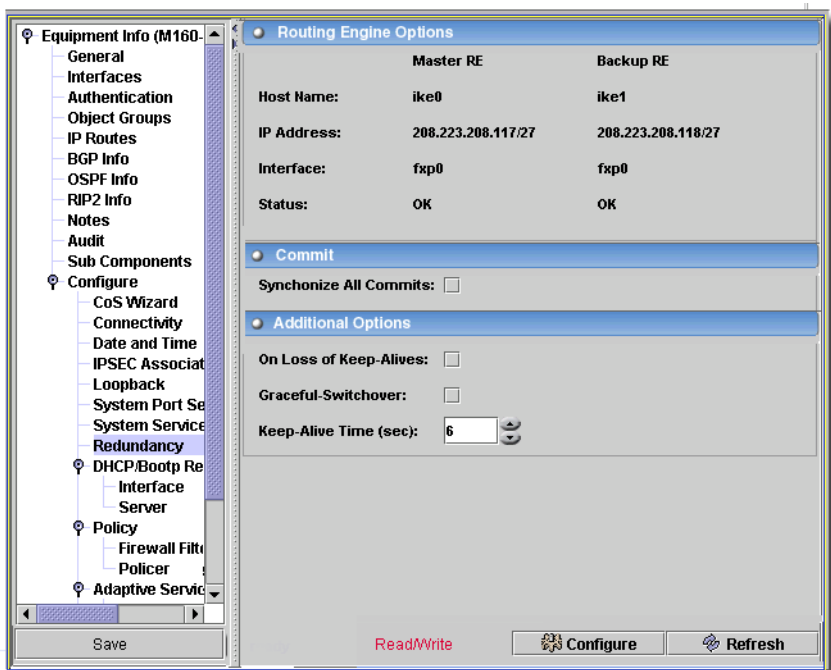 Equipment Info (M160-
General
Interfaces
Authentication
Object Groups
IP Routes
BGP Info
OSPF Info
RIP2 Info
Notes
Audit
Sub Components
Configure
CoS Wizard
Connectivity
Date and Time
IPSEC Associat
Loopback
System Port Se
System Service
Redundancy
DHCP/Bootp Re
Interface
Server
Policy
Firewall Filt
Policer
Adaptive Servic
Save
Routing Engine Options
Master RE Backup RE
Host Name: ike0 ike1
IP Address: 208.223.208.117/27 208.223.208.118/27
Interface: fxp0 fxp0
Status: OK OK
Commit
Synchonize All Commits:
Additional Options
On Loss of Keep-Alives:
Graceful-Switchover:
Keep-Alive Time (sec): 6
Read/Write Configure Refresh